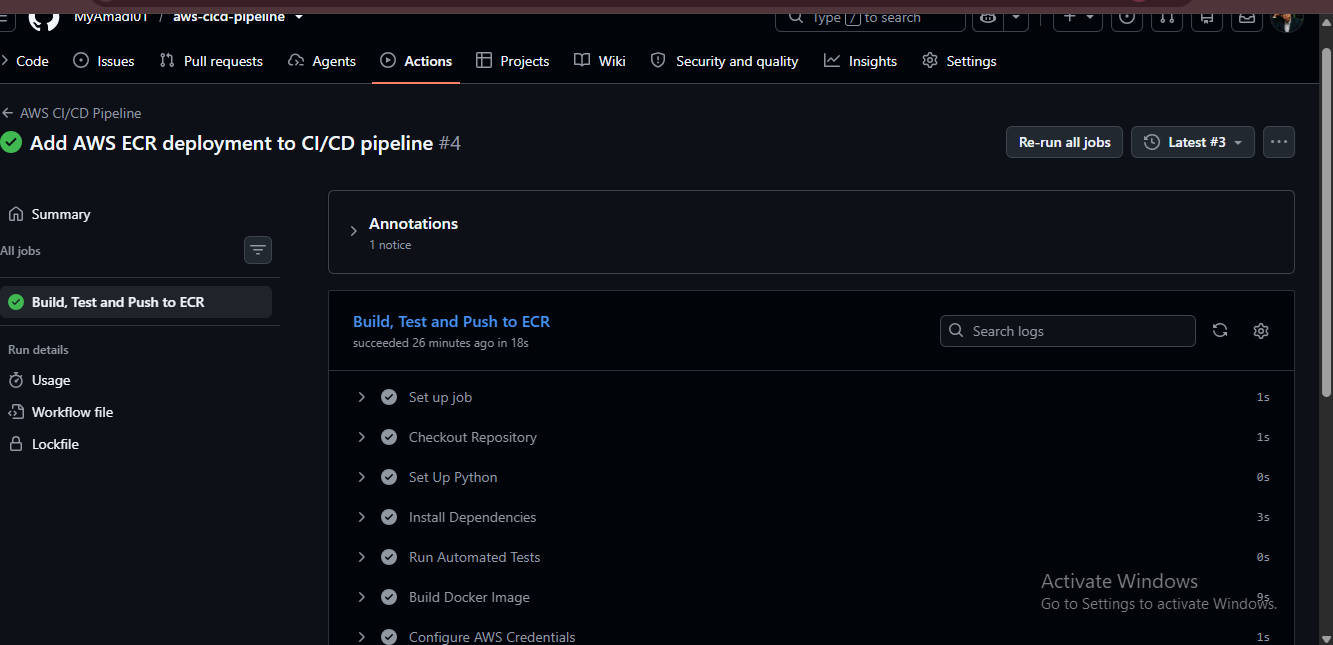 MyAmadi01 / aws-cicd-pipeline
Type / to search
Code Issues Pull requests Agents Actions Projects Wiki Security and quality Insights Settings
AWS CI/CD Pipeline
Add AWS ECR deployment to CI/CD pipeline #4
Re-run all jobs Latest #3
Summary
All jobs
Build, Test and Push to ECR
Run details
Usage
Workflow file
Lockfile
Annotations
1 notice
Build, Test and Push to ECR
succeeded 26 minutes ago in 18s
Search logs
Set up job 1s
Checkout Repository 1s
Set Up Python 0s
Install Dependencies 3s
Run Automated Tests 0s
Build Docker Image 9s
Configure AWS Credentials 1s
Activate Windows
Go to Settings to activate Windows.